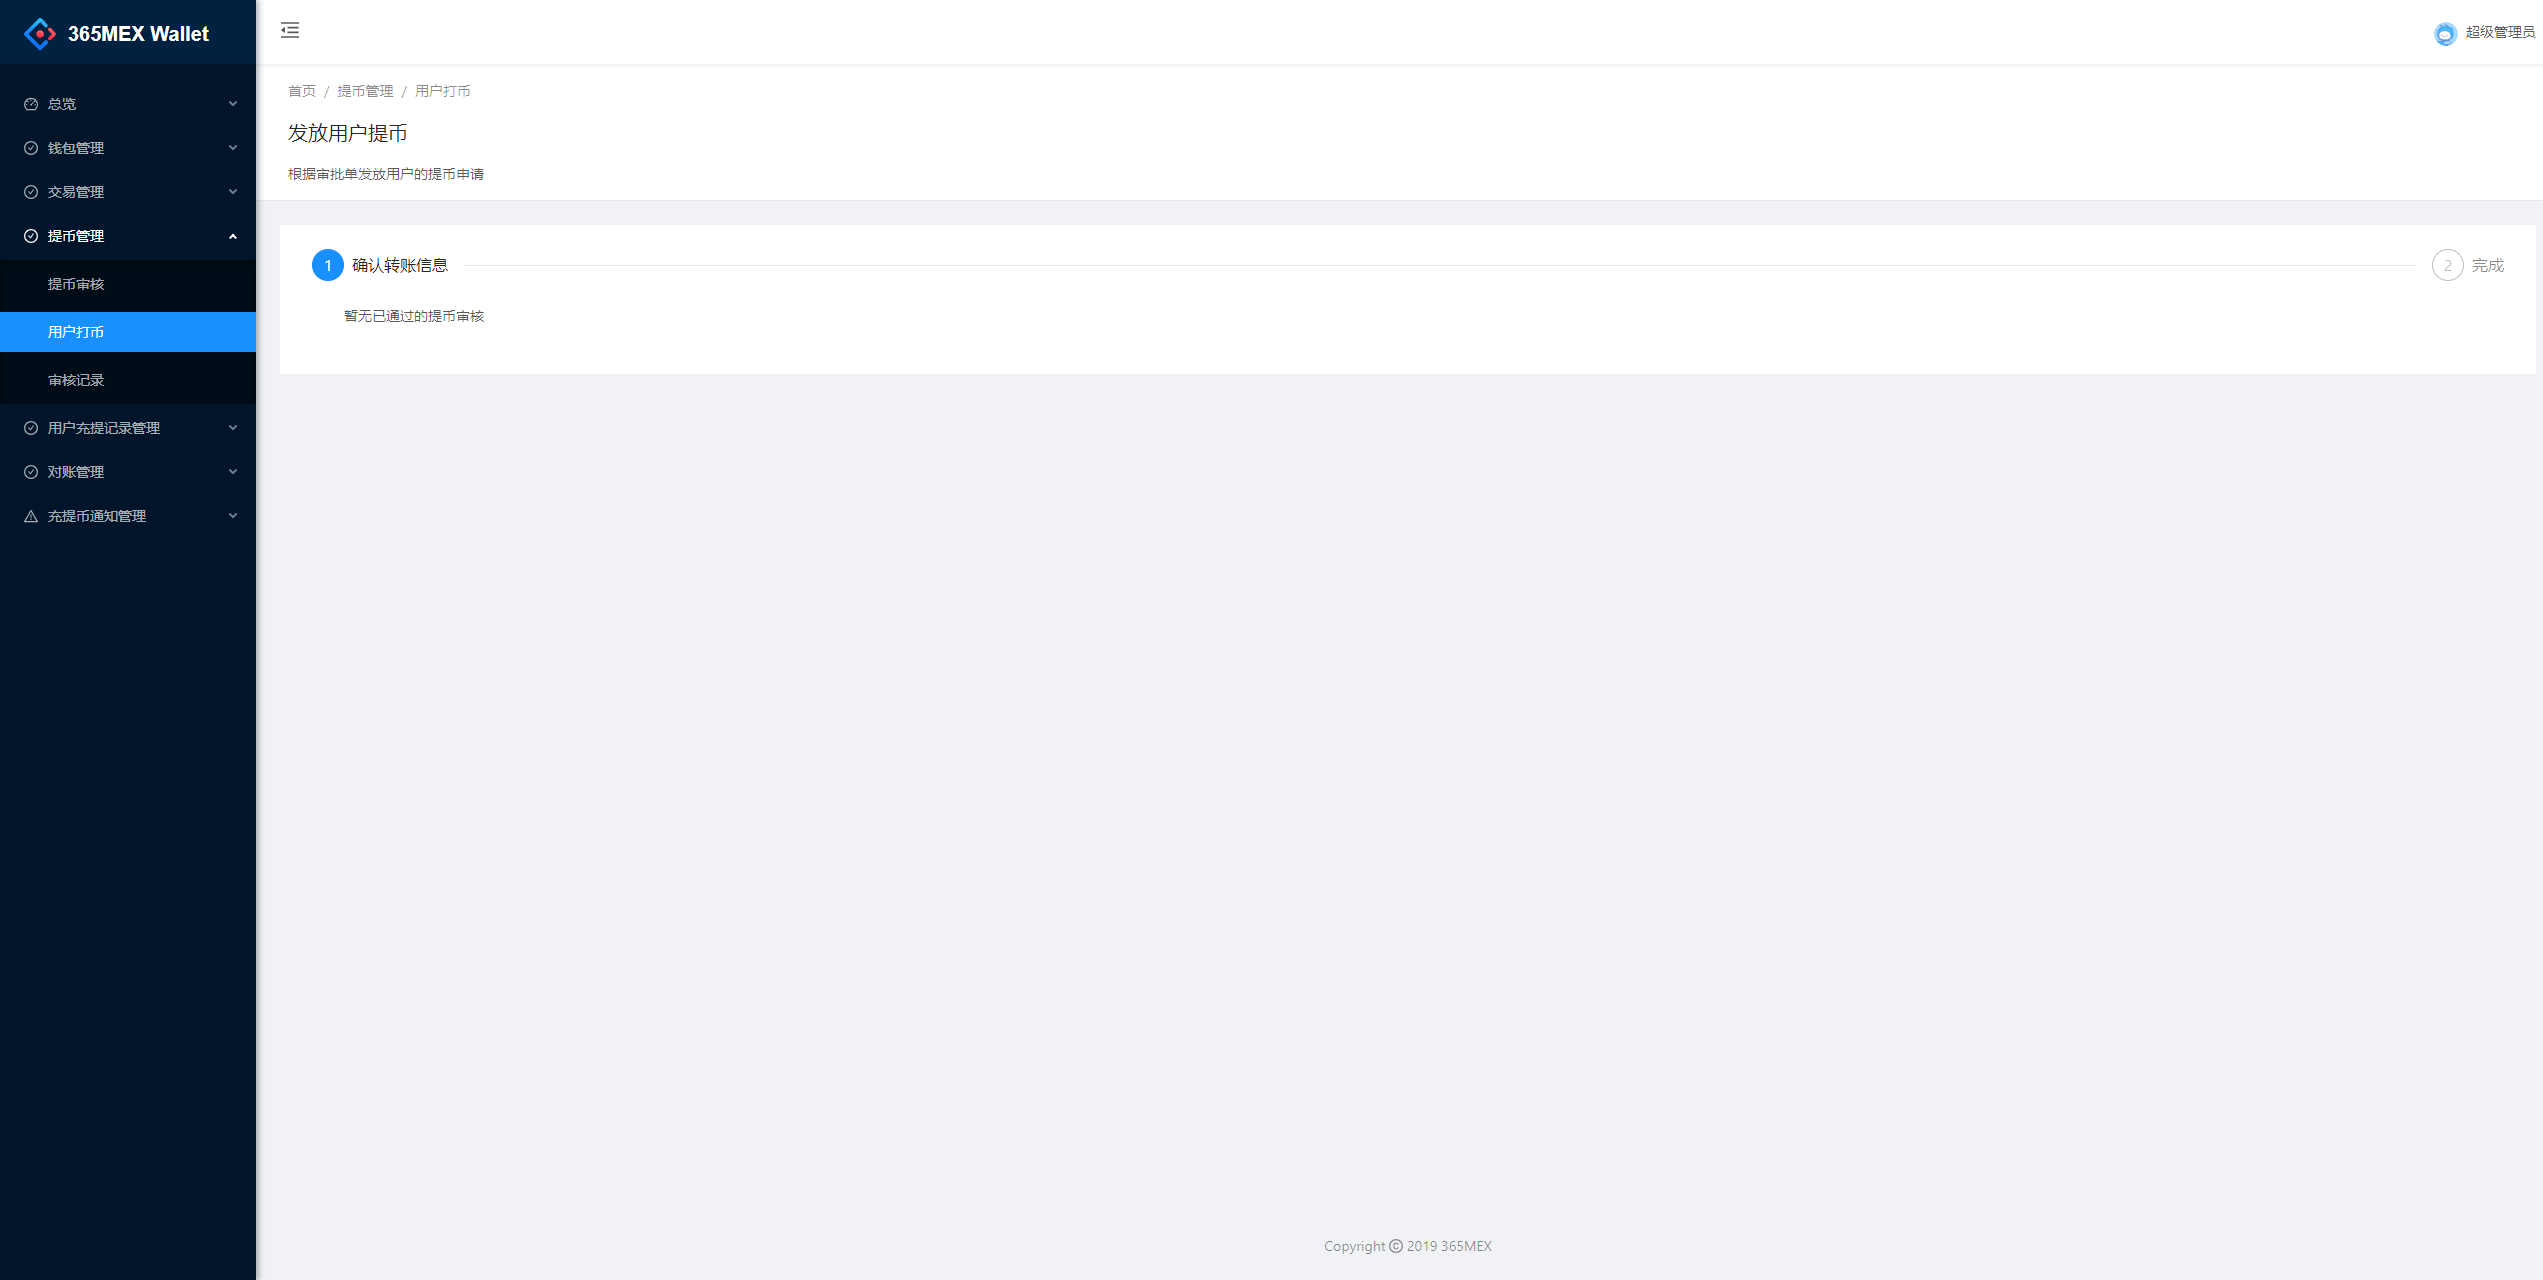 365MEX Wallet
超级管理员
总览
钱包管理
交易管理
提币管理
提币审核
用户打币
审核记录
用户充提记录管理
对账管理
充提币通知管理
首页 / 提币管理 / 用户打币
发放用户提币
根据审批单发放用户的提币申请
1 确认转账信息
2 完成
暂无已通过的提币审核
Copyright © 2019 365MEX